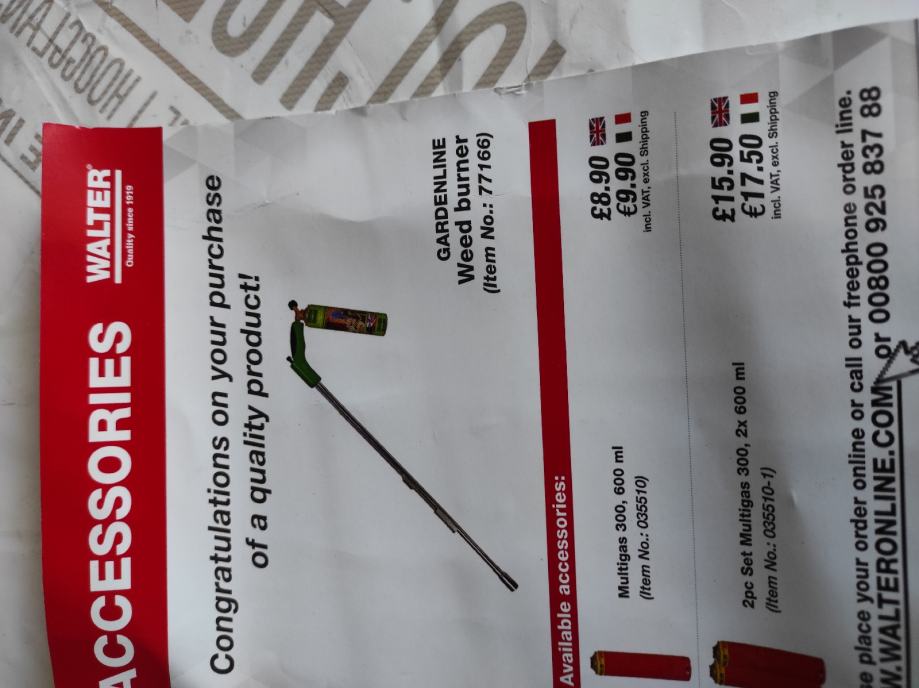 ACCESSORIES
WALTER®
Quality since 1919
Congratulations on your purchase
of a quality product!
GARDENLINE
Weed burner
(Item No.: 77166)
Available accessories:
Multigas 300, 600 ml
(Item No.: 035510)
£8.90
€9.90
incl. VAT, excl. Shipping
2pc Set Multigas 300, 2x 600 ml
(Item No.: 035510-1)
£15.90
€17.50
incl. VAT, excl. Shipping
place your order online or call our freephone order line.
W.WALTERONLINE.COM or 00800 925 837 88